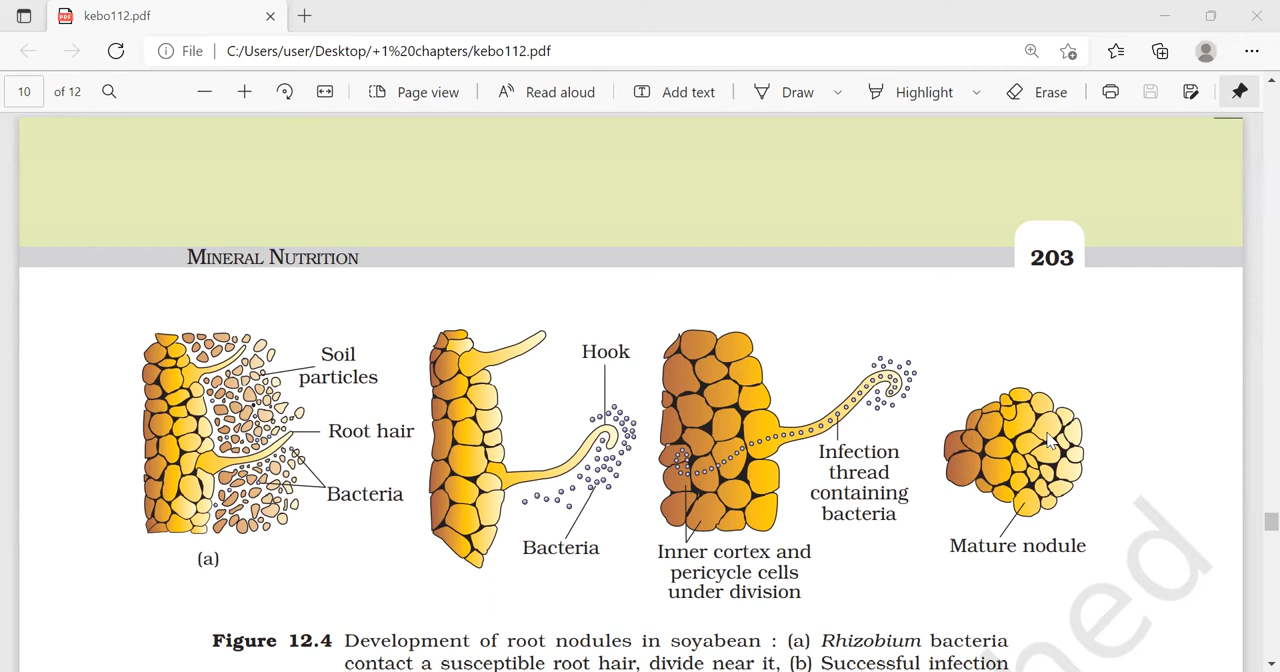 kebo112.pdf
File C:/Users/user/Desktop/+1%20chapters/kebo112.pdf
10 of 12 Page view Read aloud Add text Draw Highlight Erase
MINERAL NUTRITION 203
Soil
particles
Root hair
Bacteria
(a)
Hook
Bacteria
Infection
thread
containing
bacteria
Inner cortex and
pericycle cells
under division
Mature nodule
Figure 12.4 Development of root nodules in soyabean : (a) Rhizobium bacteria
contact a susceptible root hair, divide near it, (b) Successful infection